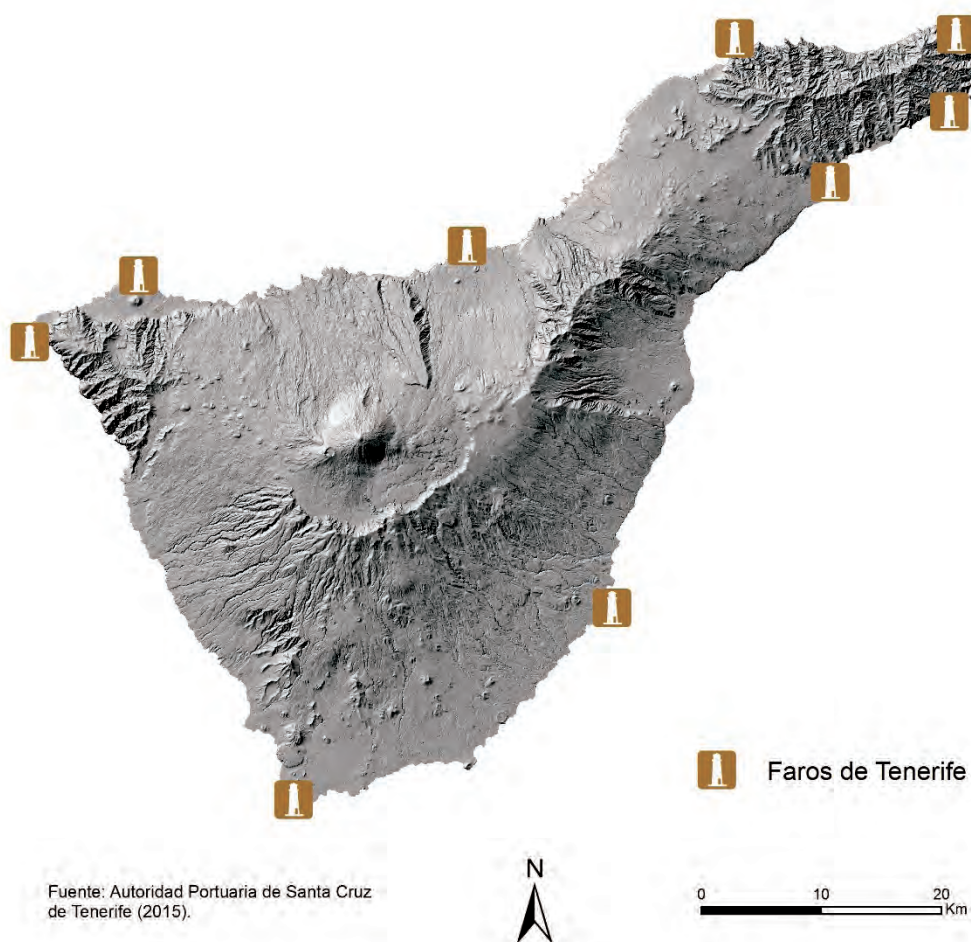 Faros de Tenerife
Fuente: Autoridad Portuaria de Santa Cruz
de Tenerife (2015).
N
0 10 20
Km